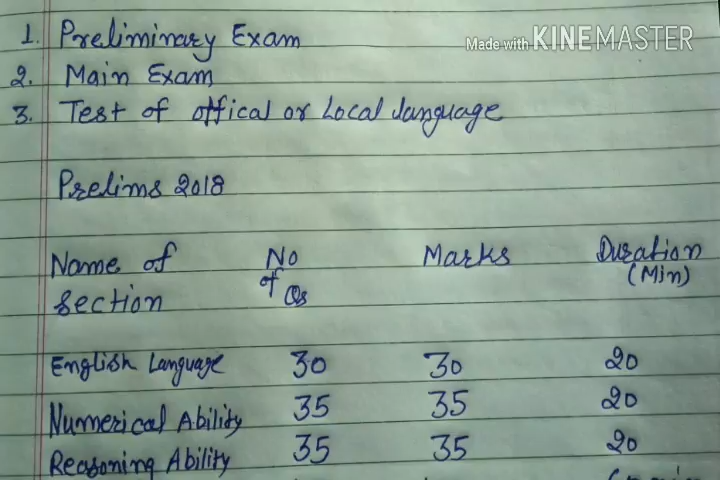 1. Preliminary Exam
Made with KINEMASTER
2. Main Exam
3. Test of offical or Local language
Prelims 2018
Name of section No of Qs Marks Duration (Min)
English Language 30 30 20
Numerical Ability 35 35 20
Reasoning Ability 35 35 20